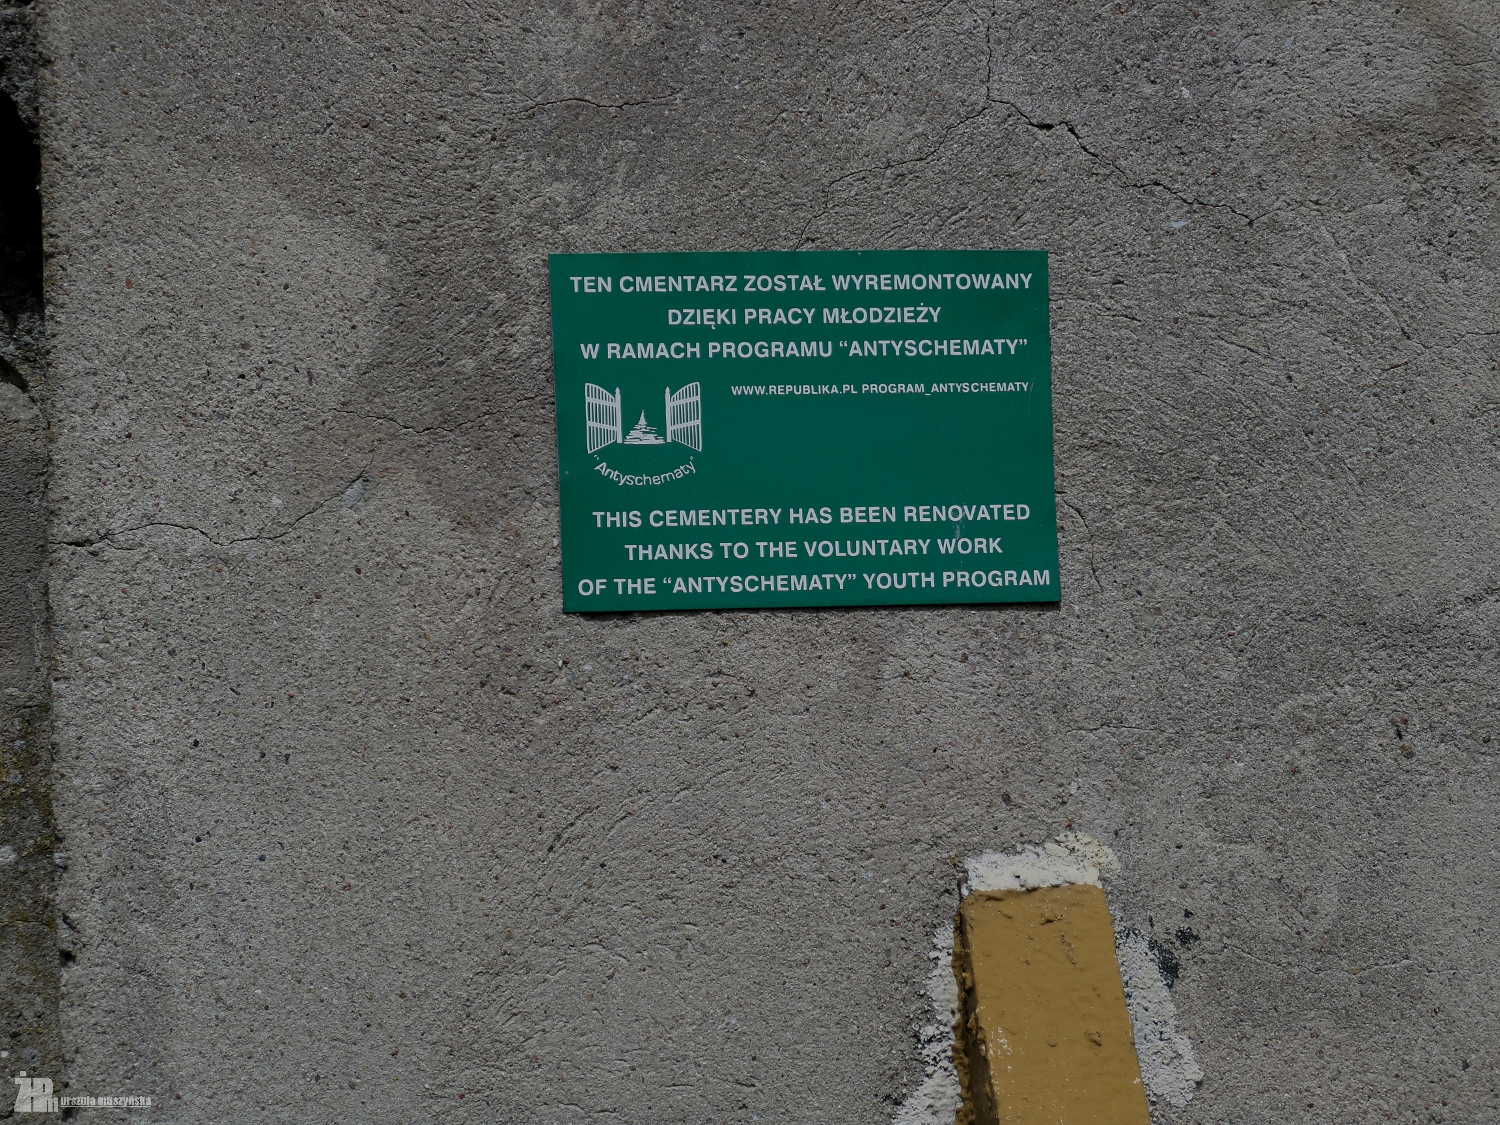 TEN CMENTARZ ZOSTAŁ WYREMONTOWANY
DZIĘKI PRACY MŁODZIEŻY
W RAMACH PROGRAMU “ANTYSCHEMATY”
WWW.REPUBLIKA.PL PROGRAM_ANTYSCHEMATY/
“Antyschematy”
THIS CEMENTERY HAS BEEN RENOVATED
THANKS TO THE VOLUNTARY WORK
OF THE “ANTYSCHEMATY” YOUTH PROGRAM
urszula